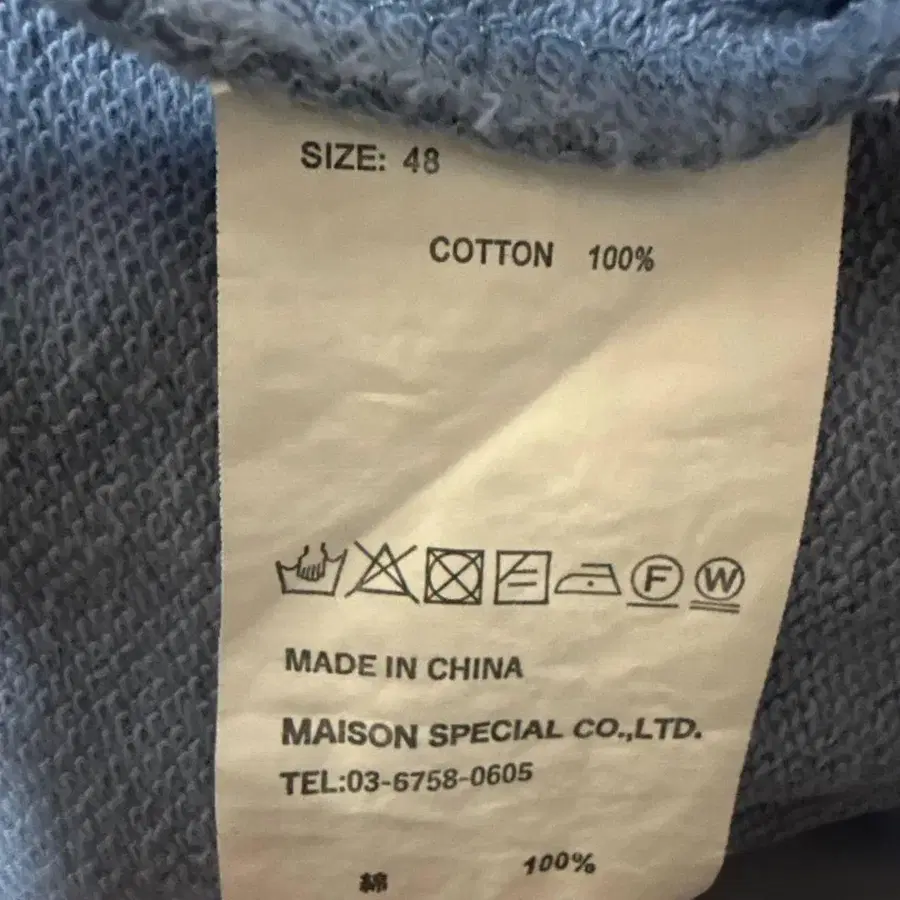 SIZE: 48
COTTON 100%
F W
MADE IN CHINA
MAISON SPECIAL CO.,LTD.
TEL:03-6758-0605
綿 100%